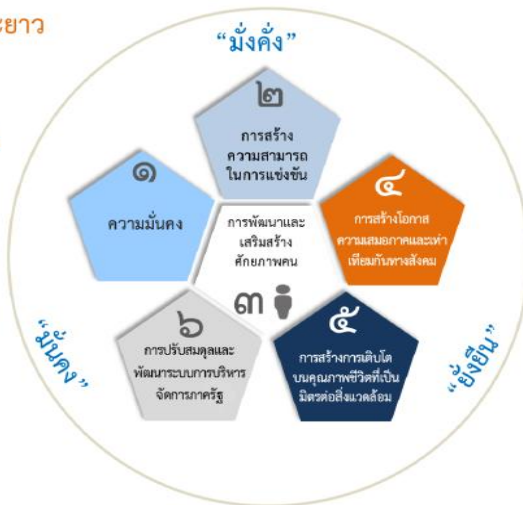 ะยาว
“มั่งคั่ง”
๒
การสร้าง
ความสามารถ
ในการแข่งขัน
๑
ความมั่นคง
๔
การสร้างโอกาส
ความเสมอภาคและเท่า
เทียมกันทางสังคม
การพัฒนาและ
เสริมสร้าง
ศักยภาพคน
๓
๖
การปรับสมดุลและ
พัฒนาระบบการบริหาร
จัดการภาครัฐ
๕
การสร้างการเติบโต
บนคุณภาพชีวิตที่เป็น
มิตรต่อสิ่งแวดล้อม
“มั่นคง”
“ยั่งยืน”